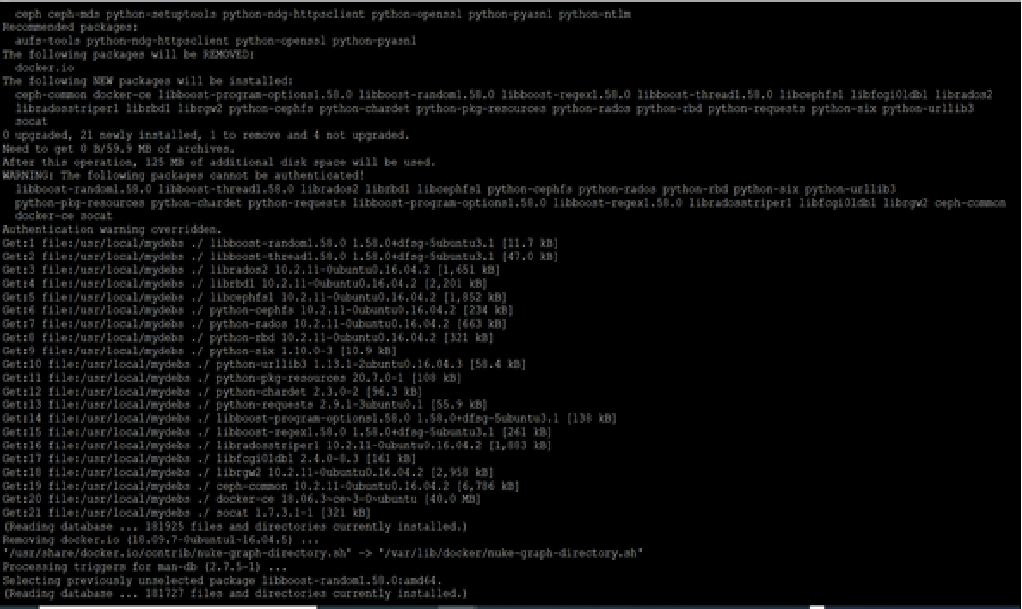 ceph ceph-mds python-setuptools python-ndg-httpsclient python-openssl python-pyasn1 python-ntlm
Recommended packages:
aufs-tools python-ndg-httpsclient python-openssl python-pyasn1
The following packages will be REMOVED:
docker.io
The following NEW packages will be installed:
ceph-common docker-ce libboost-program-options1.58.0 libboost-random1.58.0 libboost-regex1.58.0 libboost-thread1.58.0 libcephfs1 libfcgi0ldbl librados2
libradosstriper1 librbd1 librgw2 python-cephfs python-chardet python-pkg-resources python-rados python-rbd python-requests python-six python-urllib3
socat
0 upgraded, 21 newly installed, 1 to remove and 4 not upgraded.
Need to get 0 B/59.9 MB of archives.
After this operation, 125 MB of additional disk space will be used.
WARNING: The following packages cannot be authenticated!
libboost-random1.58.0 libboost-thread1.58.0 librados2 librbd1 libcephfs1 python-cephfs python-rados python-rbd python-six python-urllib3
python-pkg-resources python-chardet python-requests libboost-program-options1.58.0 libboost-regex1.58.0 libradosstriper1 libfcgi0ldbl librgw2 ceph-common
docker-ce socat
Authentication warning overridden.
Get:1 file:/usr/local/mydebs ./ libboost-random1.58.0 1.58.0+dfsg-5ubuntu3.1 [11.7 kB]
Get:2 file:/usr/local/mydebs ./ libboost-thread1.58.0 1.58.0+dfsg-5ubuntu3.1 [47.0 kB]
Get:3 file:/usr/local/mydebs ./ librados2 10.2.11-0ubuntu0.16.04.2 [1,651 kB]
Get:4 file:/usr/local/mydebs ./ librbd1 10.2.11-0ubuntu0.16.04.2 [2,201 kB]
Get:5 file:/usr/local/mydebs ./ libcephfs1 10.2.11-0ubuntu0.16.04.2 [1,852 kB]
Get:6 file:/usr/local/mydebs ./ python-cephfs 10.2.11-0ubuntu0.16.04.2 [234 kB]
Get:7 file:/usr/local/mydebs ./ python-rados 10.2.11-0ubuntu0.16.04.2 [663 kB]
Get:8 file:/usr/local/mydebs ./ python-rbd 10.2.11-0ubuntu0.16.04.2 [321 kB]
Get:9 file:/usr/local/mydebs ./ python-six 1.10.0-3 [10.9 kB]
Get:10 file:/usr/local/mydebs ./ python-urllib3 1.13.1-2ubuntu0.16.04.3 [58.4 kB]
Get:11 file:/usr/local/mydebs ./ python-pkg-resources 20.7.0-1 [108 kB]
Get:12 file:/usr/local/mydebs ./ python-chardet 2.3.0-2 [96.3 kB]
Get:13 file:/usr/local/mydebs ./ python-requests 2.9.1-3ubuntu0.1 [55.9 kB]
Get:14 file:/usr/local/mydebs ./ libboost-program-options1.58.0 1.58.0+dfsg-5ubuntu3.1 [138 kB]
Get:15 file:/usr/local/mydebs ./ libboost-regex1.58.0 1.58.0+dfsg-5ubuntu3.1 [261 kB]
Get:16 file:/usr/local/mydebs ./ libradosstriper1 10.2.11-0ubuntu0.16.04.2 [1,883 kB]
Get:17 file:/usr/local/mydebs ./ libfcgi0ldbl 2.4.0-8.3 [161 kB]
Get:18 file:/usr/local/mydebs ./ librgw2 10.2.11-0ubuntu0.16.04.2 [2,958 kB]
Get:19 file:/usr/local/mydebs ./ ceph-common 10.2.11-0ubuntu0.16.04.2 [6,786 kB]
Get:20 file:/usr/local/mydebs ./ docker-ce 18.06.3~ce~3-0~ubuntu [40.0 MB]
Get:21 file:/usr/local/mydebs ./ socat 1.7.3.1-1 [321 kB]
(Reading database ... 181925 files and directories currently installed.)
Removing docker.io (18.09.7-0ubuntu1~16.04.5) ...
'/usr/share/docker.io/contrib/nuke-graph-directory.sh' -> '/var/lib/docker/nuke-graph-directory.sh'
Processing triggers for man-db (2.7.5-1) ...
Selecting previously unselected package libboost-random1.58.0:amd64.
(Reading database ... 181727 files and directories currently installed.)